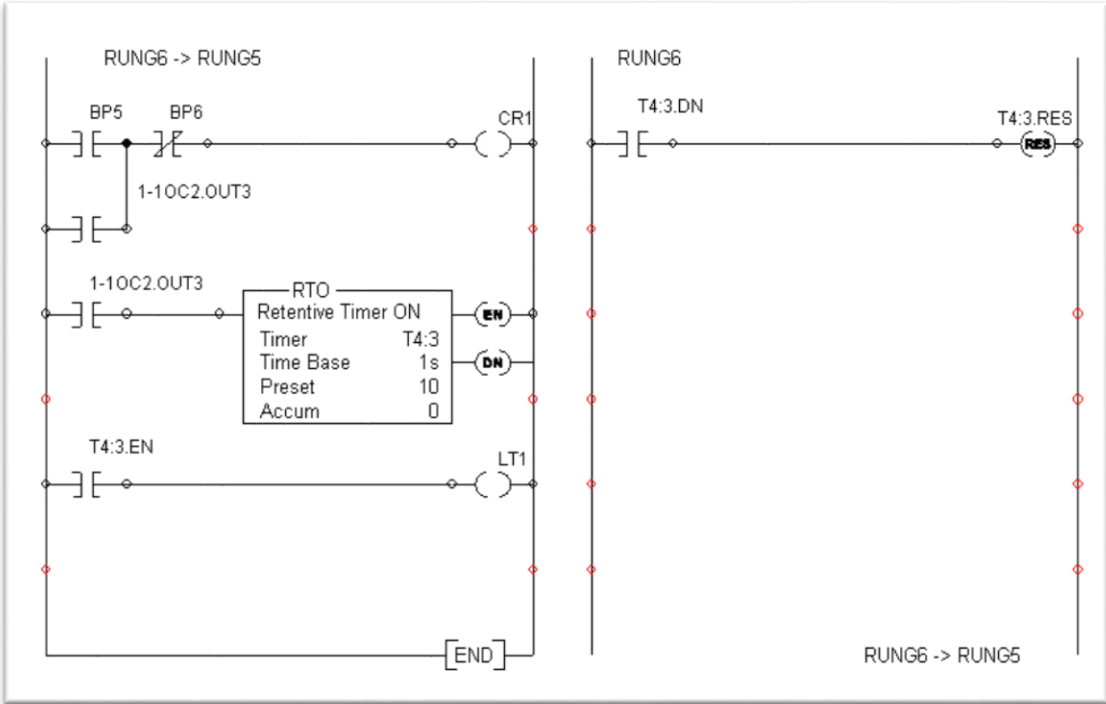 RUNG6 -> RUNG5
BP5 BP6
CR1
1-1OC2.OUT3
1-1OC2.OUT3
RTO
Retentive Timer ON
Timer T4:3
Time Base 1s
Preset 10
Accum 0
EN
DN
T4:3.EN
LT1
END
RUNG6
T4:3.DN
T4:3.RES
RES
RUNG6 -> RUNG5